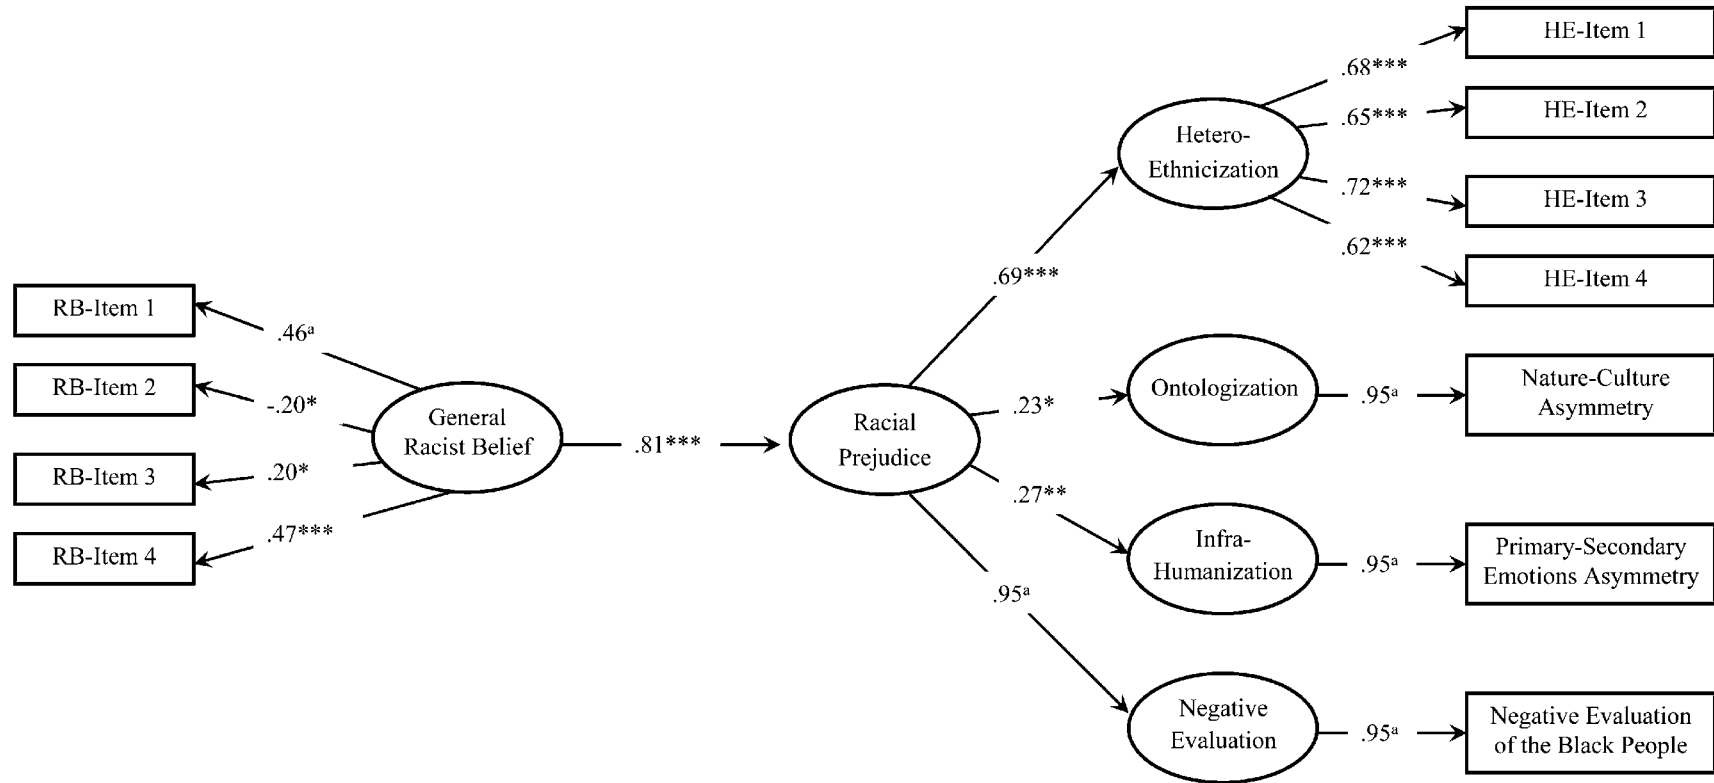 HE-Item 1
.68***
HE-Item 2
.65***
Hetero-
Ethnicization
.72***
HE-Item 3
.62***
HE-Item 4
.69***
RB-Item 1
.46ᵃ
RB-Item 2
-.20*
General
Racist Belief
RB-Item 3
.20*
RB-Item 4
.47***
.81***
Racial
Prejudice
.23*
Ontologization
.95ᵃ
Nature-Culture
Asymmetry
.27**
Infra-
Humanization
.95ᵃ
Primary-Secondary
Emotions Asymmetry
.95ᵃ
Negative
Evaluation
.95ᵃ
Negative Evaluation
of the Black People